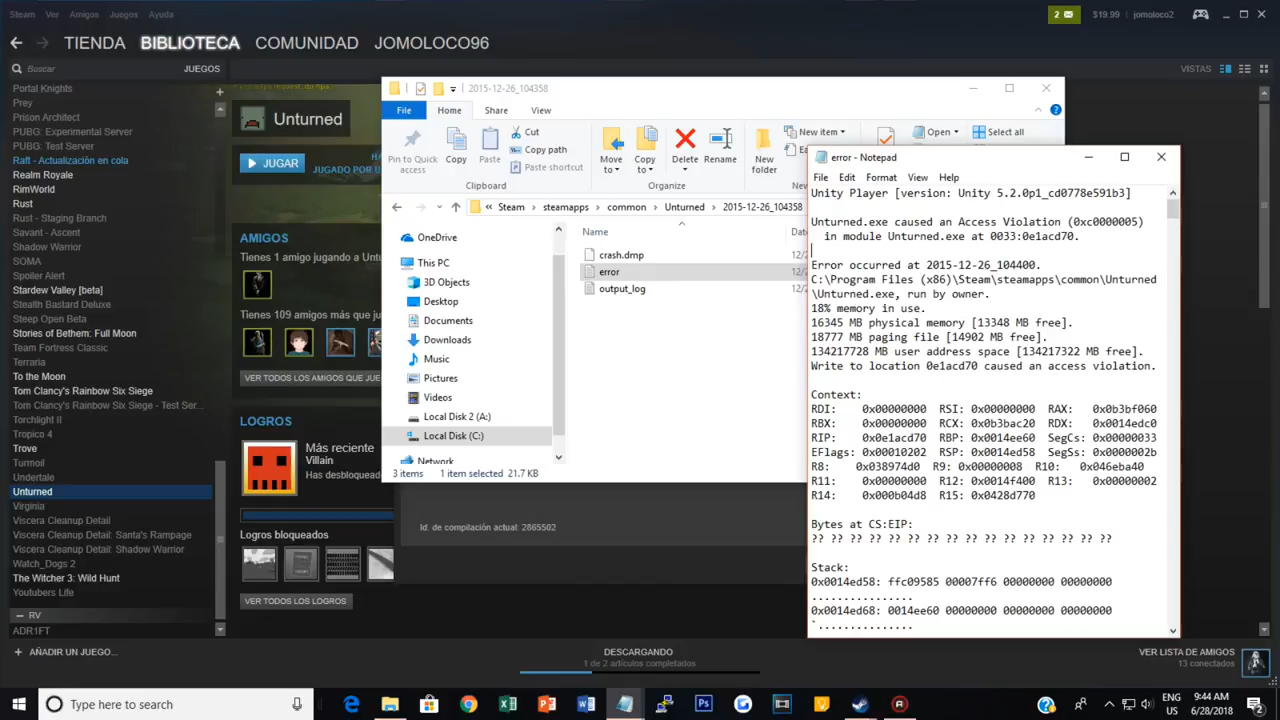 Steam Ver Amigos Juegos Ayuda
2 $19.99 jomoloco2
TIENDA BIBLIOTECA COMUNIDAD JOMOLOCO96
Buscar JUEGOS
VISTAS
Portal Knights
Prey
Prison Architect
PUBG: Experimental Server
PUBG: Test Server
Raft - Actualización en cola
Realm Royale
RimWorld
Rust
Rust - Staging Branch
Savant - Ascent
Shadow Warrior
SOMA
Spoiler Alert
Stardew Valley [beta]
Stealth Bastard Deluxe
Steep Open Beta
Stories of Bethem: Full Moon
Team Fortress Classic
Terraria
To the Moon
Tom Clancy's Rainbow Six Siege
Tom Clancy's Rainbow Six Siege - Test Ser...
Torchlight II
Tropico 4
Trove
Turmoil
Undertale
Unturned
Virginia
Viscera Cleanup Detail
Viscera Cleanup Detail: Santa's Rampage
Viscera Cleanup Detail: Shadow Warrior
Watch_Dogs 2
The Witcher 3: Wild Hunt
Youtubers Life
— RV
ADR1FT
+ AÑADIR UN JUEGO...
Unturned
JUGAR
JUGADO POR U
AMIGOS
Tienes 1 amigo jugando a Untu
Tienes 109 amigos más que jum
VER TODOS LOS AMIGOS QUE JUE
LOGROS
Más reciente
Villain
Has desbloquead
Logros bloqueados
VER TODOS LOS LOGROS
Id. de compilación actual: 2865502
DESCARGANDO
1 de 2 artículos completados
VER LISTA DE AMIGOS
13 conectados
2015-12-26_104358
File Home Share View
Pin to Quick access
Copy
Paste
Cut
Copy path
Paste shortcut
Clipboard
Move to
Copy to
Delete
Rename
Organize
New folder
New item
Open
Select all
« Steam > steamapps > common > Unturned > 2015-12-26_104358
OneDrive
This PC
3D Objects
Desktop
Documents
Downloads
Music
Pictures
Videos
Local Disk 2 (A:)
Local Disk (C:)
Network
Name
crash.dmp 12/2
error 12/2
output_log 12/2
3 items 1 item selected 21.7 KB
error - Notepad
File Edit Format View Help
Unity Player [version: Unity 5.2.0p1_cd0778e591b3]
Unturned.exe caused an Access Violation (0xc0000005)
in module Unturned.exe at 0033:0e1acd70.
Error occurred at 2015-12-26_104400.
C:\Program Files (x86)\Steam\steamapps\common\Unturned
\Unturned.exe, run by owner.
18% memory in use.
16345 MB physical memory [13348 MB free].
18777 MB paging file [14902 MB free].
134217728 MB user address space [134217322 MB free].
Write to location 0e1acd70 caused an access violation.
Context:
RDI: 0x00000000 RSI: 0x00000000 RAX: 0x0b3bf060
RBX: 0x00000000 RCX: 0x0b3bac20 RDX: 0x0014edc0
RIP: 0x0e1acd70 RBP: 0x0014ee60 SegCs: 0x00000033
EFlags: 0x00010202 RSP: 0x0014ed58 SegSs: 0x0000002b
R8: 0x038974d0 R9: 0x00000008 R10: 0x046eba40
R11: 0x00000000 R12: 0x0014f400 R13: 0x00000002
R14: 0x000b04d8 R15: 0x0428d770
Bytes at CS:EIP:
?? ?? ?? ?? ?? ?? ?? ?? ?? ?? ?? ?? ?? ?? ?? ??
Stack:
0x0014ed58: ffc09585 00007ff6 00000000 00000000
................
0x0014ed68: 0014ee60 00000000 00000000 00000000
`...............
Type here to search
ENG
US
9:44 AM
6/28/2018
2